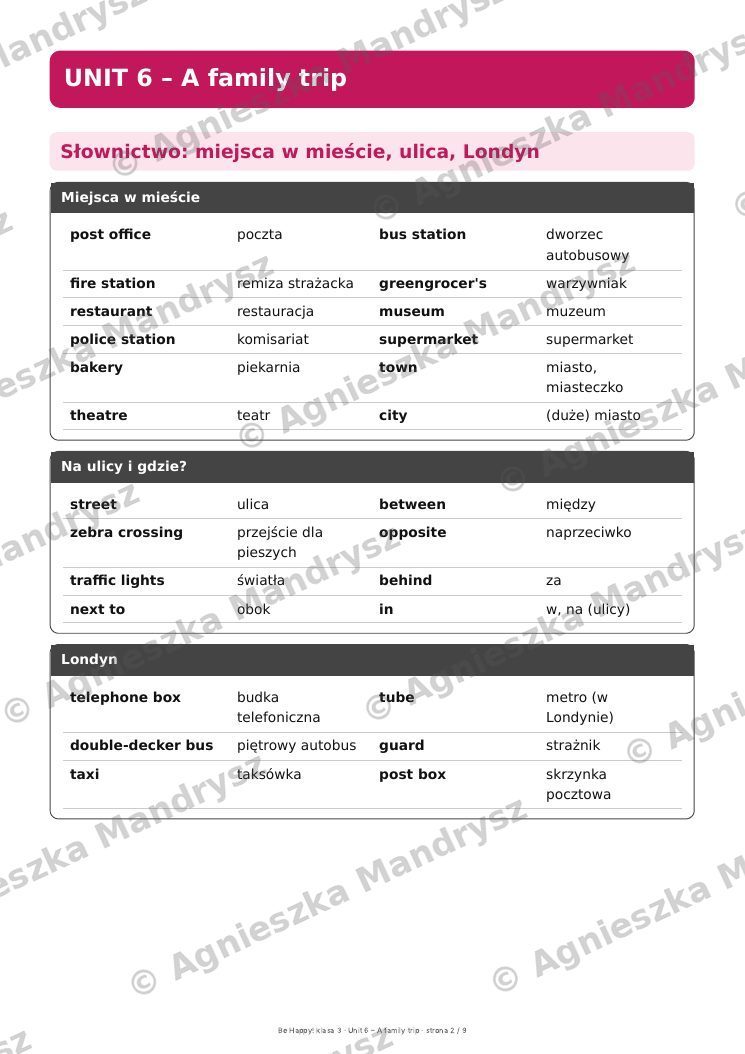 UNIT 6 – A family trip
Słownictwo: miejsca w mieście, ulica, Londyn
Miejsca w mieście
post office poczta bus station dworzec
autobusowy
fire station remiza strażacka greengrocer's warzywniak
restaurant restauracja museum muzeum
police station komisariat supermarket supermarket
bakery piekarnia town miasto,
miasteczko
theatre teatr city (duże) miasto
Na ulicy i gdzie?
street ulica between między
zebra crossing przejście dla opposite naprzeciwko
pieszych
traffic lights światła behind za
next to obok in w, na (ulicy)
Londyn
telephone box budka tube metro (w
telefoniczna Londynie)
double-decker bus piętrowy autobus guard strażnik
taxi taksówka post box skrzynka
pocztowa
© Agnieszka Mandrysz
Be Happy! klasa 3 · Unit 6 – A family trip · strona 2 / 9